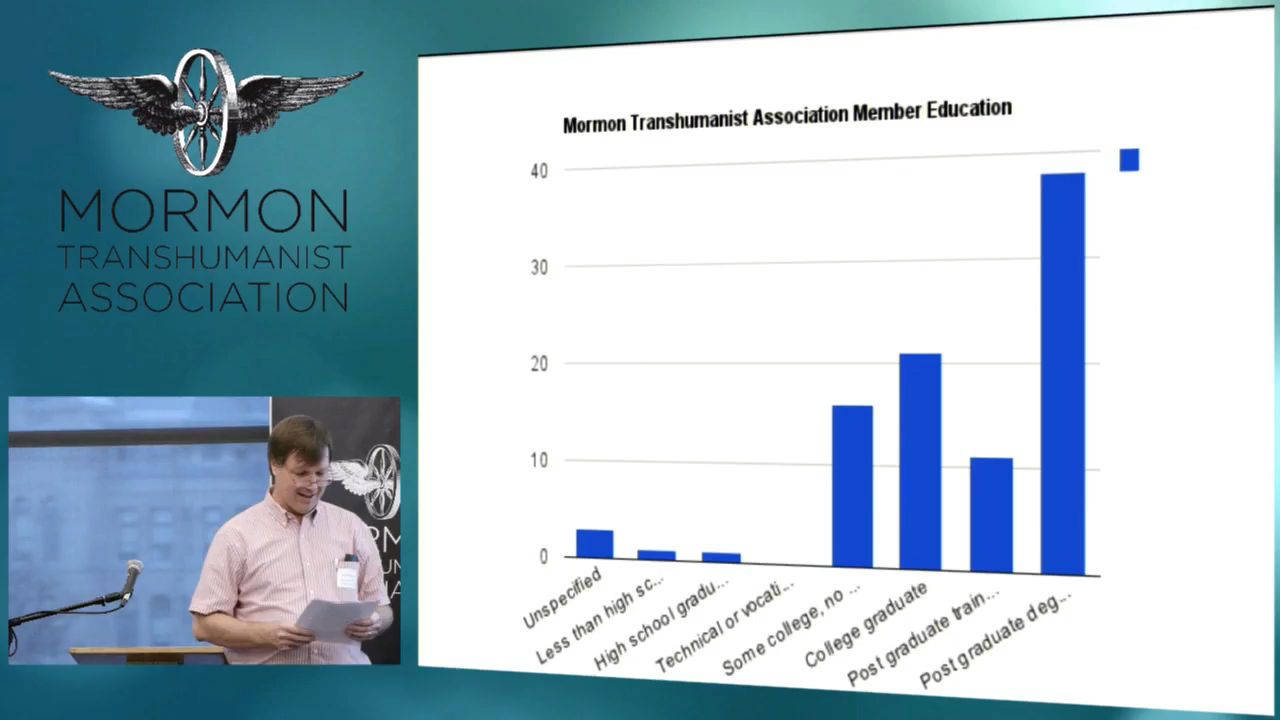 MORMON
TRANSHUMANIST
ASSOCIATION
Mormon Transhumanist Association Member Education
40
30
20
10
0
Unspecified
Less than high sc...
High school gradu...
Technical or vocati...
Some college, no ...
College graduate
Post graduate train...
Post graduate deg...